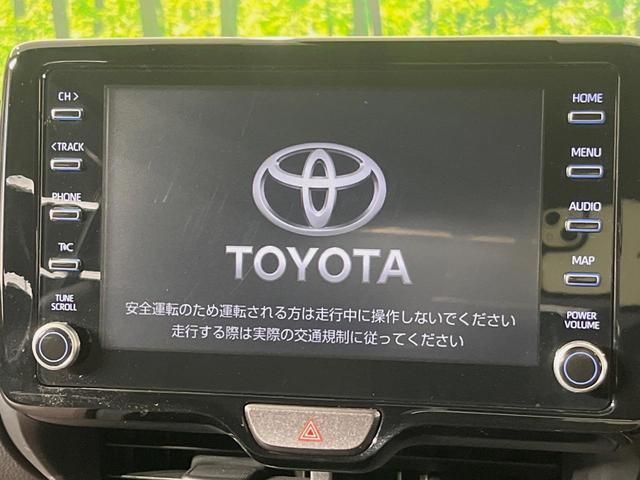 CH >
< TRACK
PHONE
T C
TUNE
SCROLL
HOME
MENU
AUDIO
MAP
POWER
VOLUME
TOYOTA
安全運転のため運転される方は走行中に操作しないでください
走行する際は実際の交通規制に従ってください